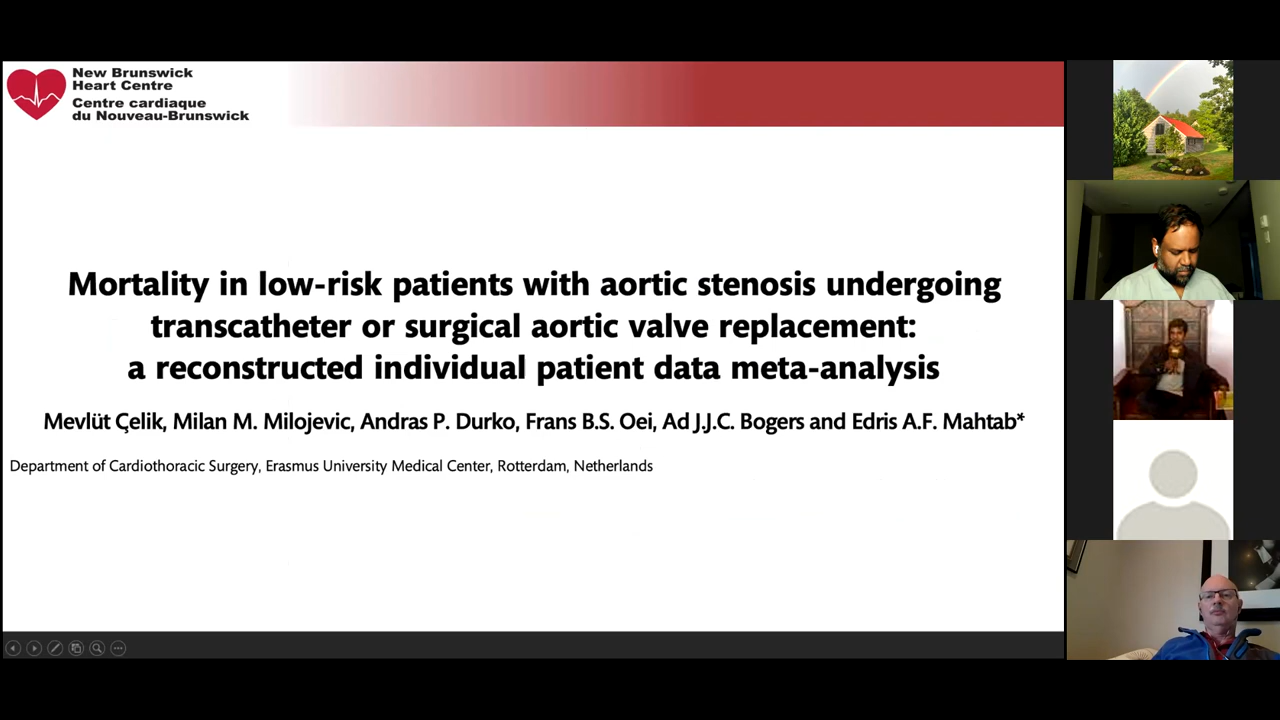 New Brunswick
Heart Centre
Centre cardiaque
du Nouveau-Brunswick
Mortality in low-risk patients with aortic stenosis undergoing
transcatheter or surgical aortic valve replacement:
a reconstructed individual patient data meta-analysis
Mevlüt Çelik, Milan M. Milojevic, Andras P. Durko, Frans B.S. Oei, Ad J.J.C. Bogers and Edris A.F. Mahtab*
Department of Cardiothoracic Surgery, Erasmus University Medical Center, Rotterdam, Netherlands